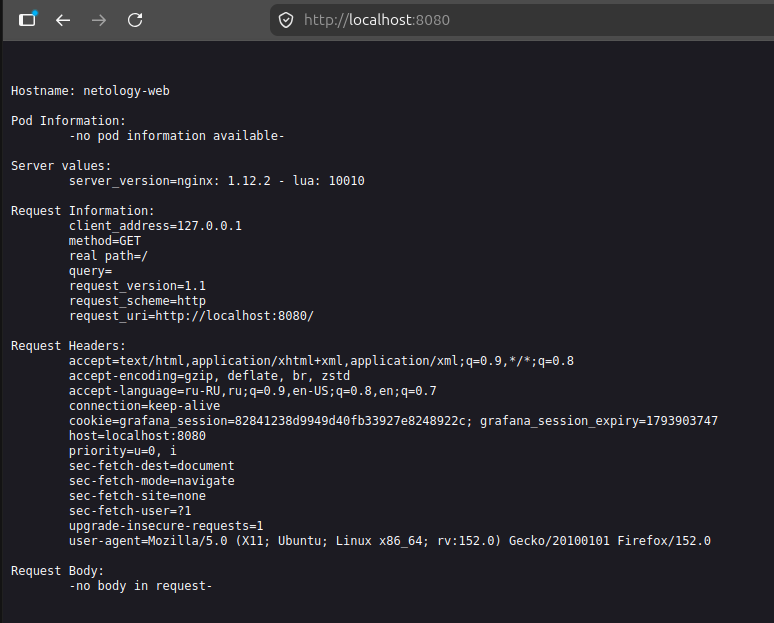 http://localhost:8080
Hostname: netology-web
Pod Information:
-no pod information available-
Server values:
server_version=nginx: 1.12.2 - lua: 10010
Request Information:
client_address=127.0.0.1
method=GET
real path=/
query=
request_version=1.1
request_scheme=http
request_uri=http://localhost:8080/
Request Headers:
accept=text/html,application/xhtml+xml,application/xml;q=0.9,*/*;q=0.8
accept-encoding=gzip, deflate, br, zstd
accept-language=ru-RU,ru;q=0.9,en-US;q=0.8,en;q=0.7
connection=keep-alive
cookie=grafana_session=82841238d9949d40fb33927e8248922c; grafana_session_expiry=1793903747
host=localhost:8080
priority=u=0, i
sec-fetch-dest=document
sec-fetch-mode=navigate
sec-fetch-site=none
sec-fetch-user=?1
upgrade-insecure-requests=1
user-agent=Mozilla/5.0 (X11; Ubuntu; Linux x86_64; rv:152.0) Gecko/20100101 Firefox/152.0
Request Body:
-no body in request-